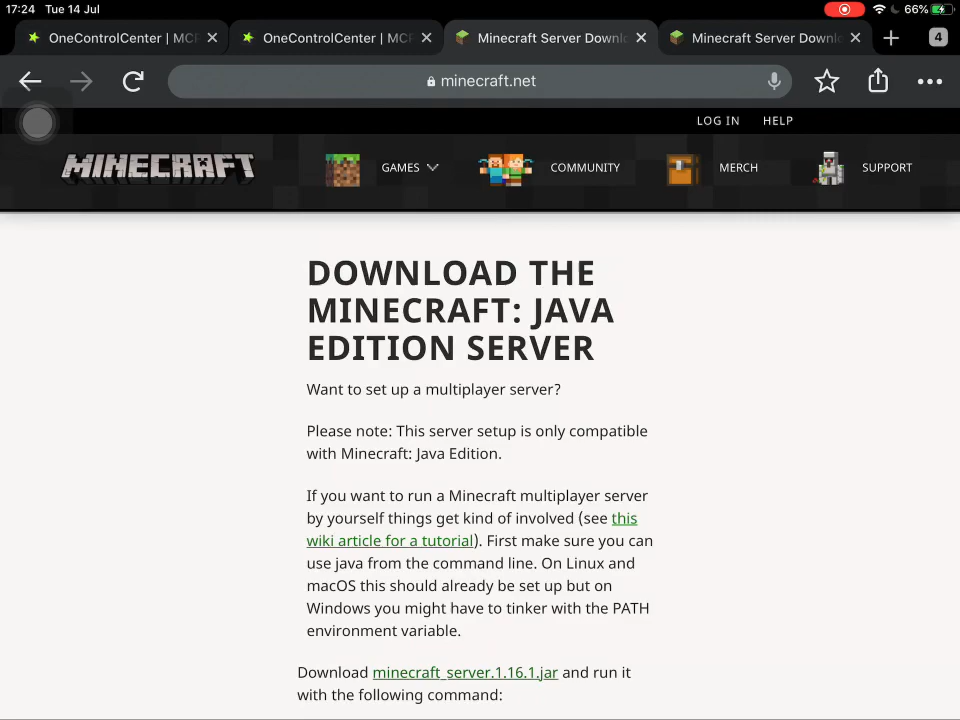 17:24 Tue 14 Jul 66%
OneControlCenter | MCP OneControlCenter | MCP Minecraft Server Downl Minecraft Server Downl 4
minecraft.net
LOG IN HELP
MINECRAFT GAMES COMMUNITY MERCH SUPPORT
DOWNLOAD THE
MINECRAFT: JAVA
EDITION SERVER
Want to set up a multiplayer server?
Please note: This server setup is only compatible
with Minecraft: Java Edition.
If you want to run a Minecraft multiplayer server
by yourself things get kind of involved (see this
wiki article for a tutorial). First make sure you can
use java from the command line. On Linux and
macOS this should already be set up but on
Windows you might have to tinker with the PATH
environment variable.
Download minecraft_server.1.16.1.jar and run it
with the following command: